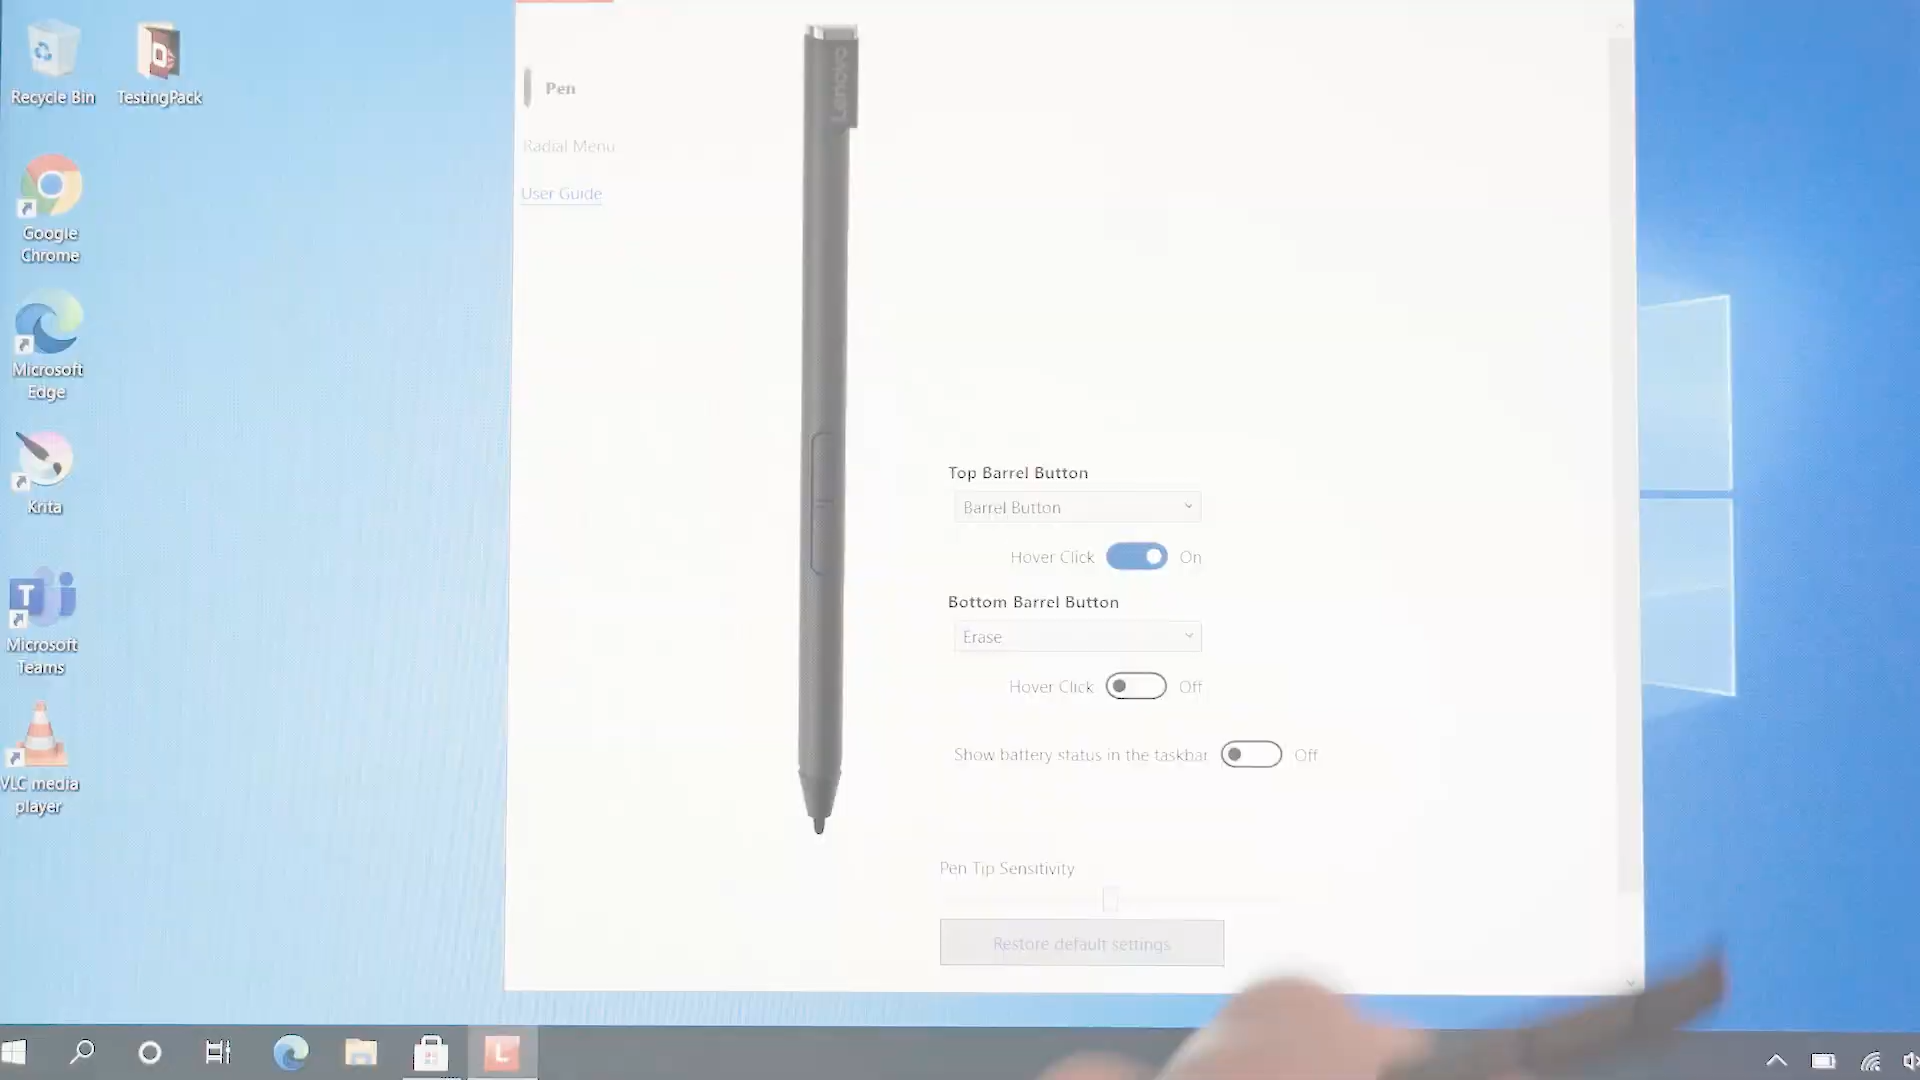 Recycle Bin
TestingPack
Google
Chrome
Microsoft
Edge
Krita
T
Microsoft
Teams
VLC media
player
Pen
Radial Menu
User Guide
Lenovo
Top Barrel Button
Barrel Button
Hover Click
On
Bottom Barrel Button
Erase
Hover Click
Off
Show battery status in the taskbar
Off
Pen Tip Sensitivity
Restore default settings
L